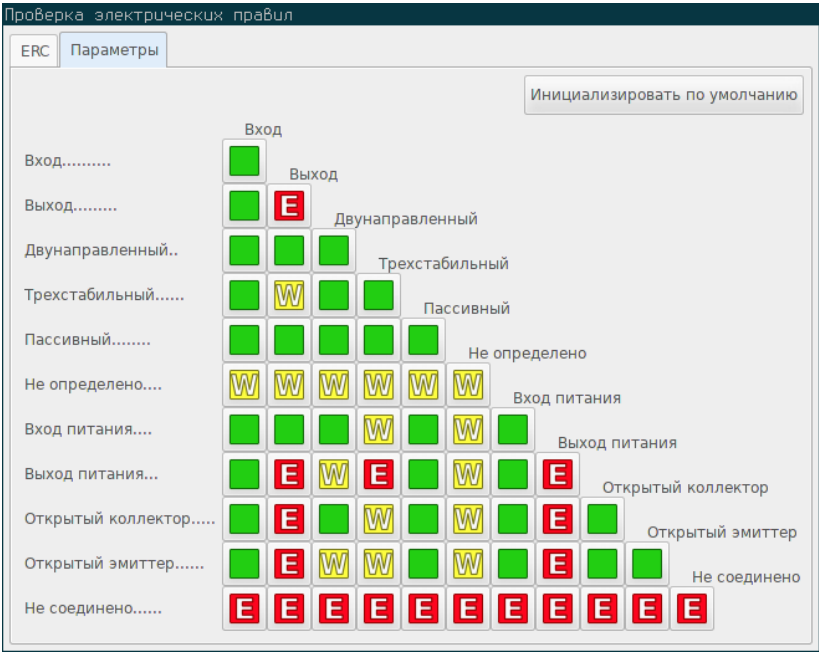 Проверка электрических правил
ERC Параметры
Инициализировать по умолчанию
Вход
Вход..........
Выход
Выход......... E
Двунаправленный
Двунаправленный..
Трехстабильный
Трехстабильный...... W
Пассивный
Пассивный........
Не определено
Не определено.... W W W W W W
Вход питания
Вход питания.... W W
Выход питания
Выход питания... E W E W E
Открытый коллектор
Открытый коллектор..... E W W E
Открытый эмиттер
Открытый эмиттер...... E W W W E
Не соединено
Не соединено...... E E E E E E E E E E E